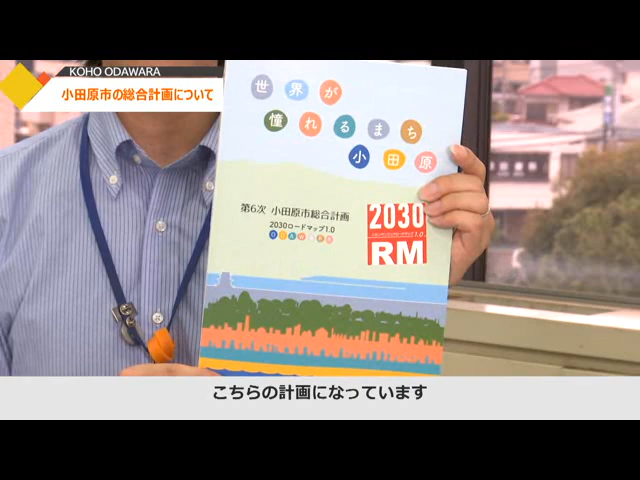 KOHO ODAWARA
小田原市の総合計画について
世界が
憧れるまち
小田原
第6次 小田原市総合計画
2030ロードマップ1.0
ODAWARA
2030
RM
こちらの計画になっています